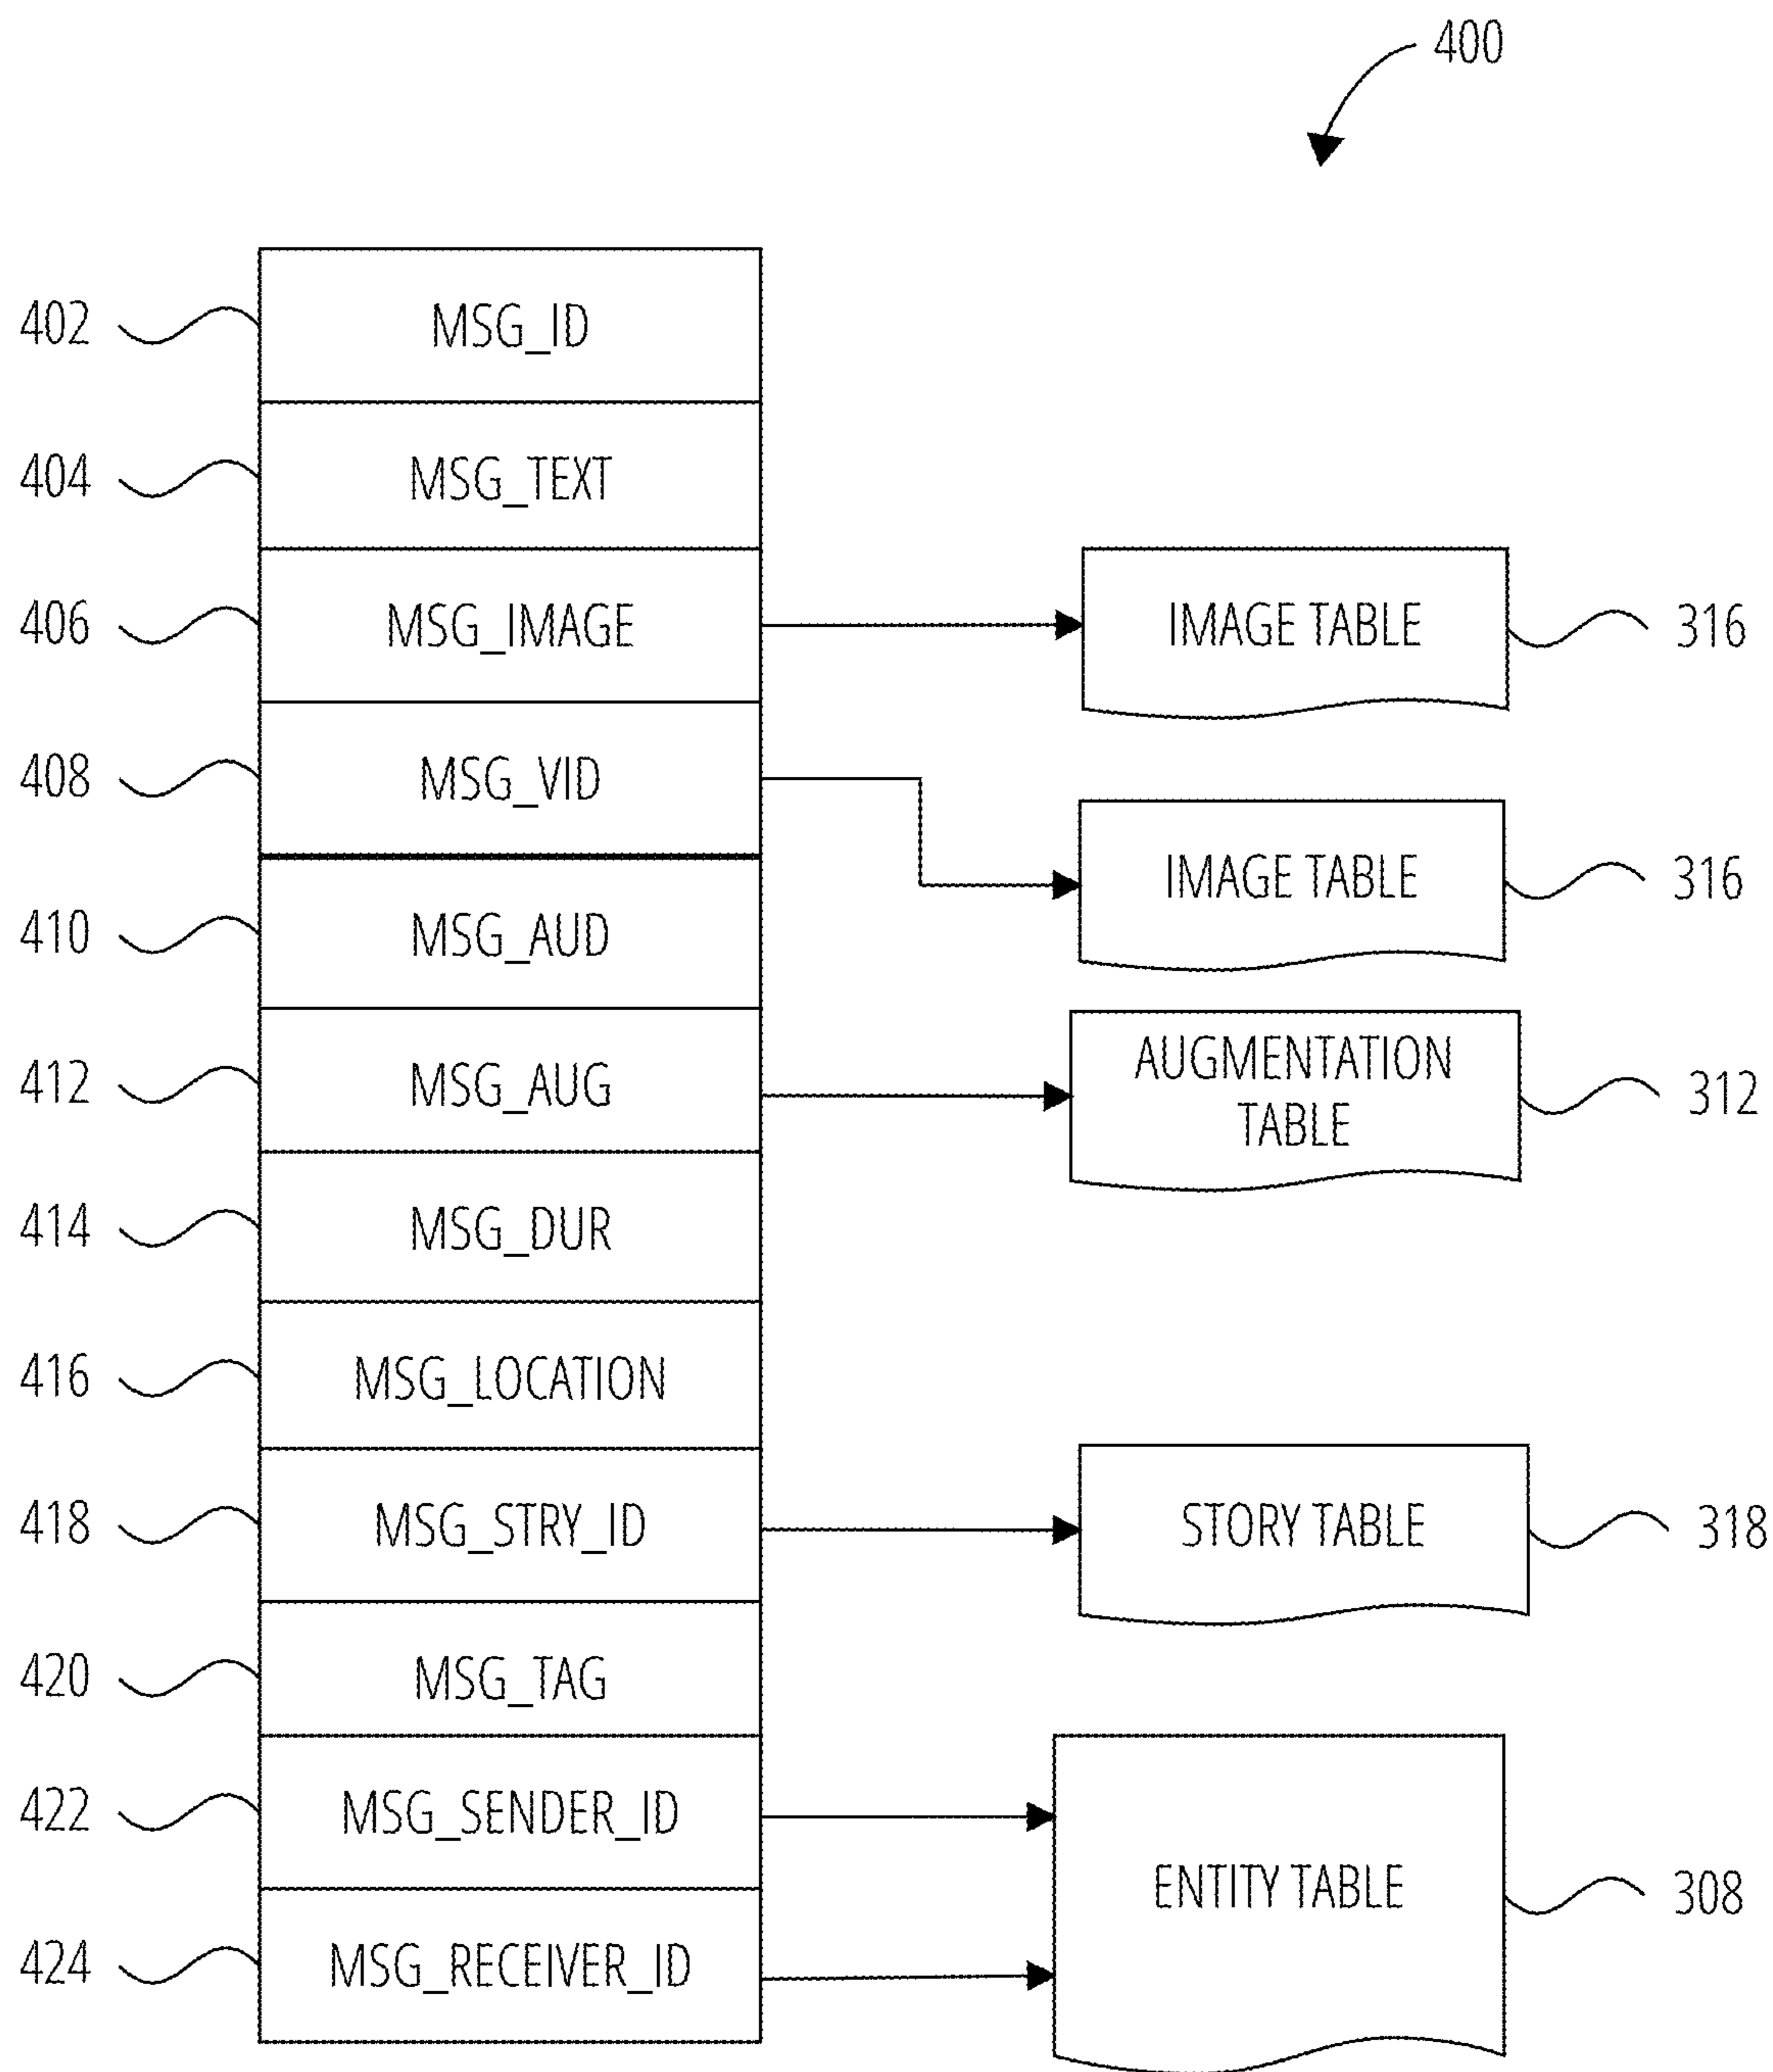 400
402 MSG_ID
404 MSG_TEXT
406 MSG_IMAGE IMAGE TABLE 316
408 MSG_VID
IMAGE TABLE 316
410 MSG_AUD
412 MSG_AUG AUGMENTATION
TABLE 312
414 MSG_DUR
416 MSG_LOCATION
418 MSG_STRY_ID STORY TABLE 318
420 MSG_TAG
422 MSG_SENDER_ID
ENTITY TABLE 308
424 MSG_RECEIVER_ID